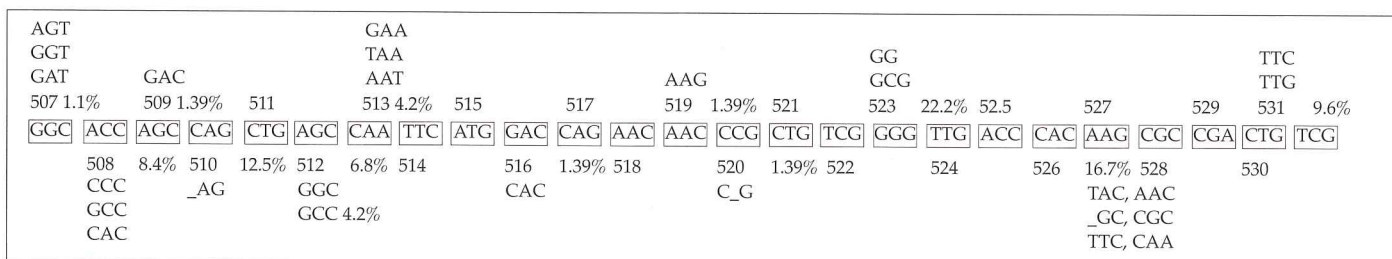 AGT GAA
GGT TAA GG TTC
GAT GAC AAT AAG GCG TTG
507 1.1% 509 1.39% 511 513 4.2% 515 517 519 1.39% 521 523 22.2% 52.5 527 529 531 9.6%
GGC ACC AGC CAG CTG AGC CAA TTC ATG GAC CAG AAC AAC CCG CTG TCG GGG TTG ACC CAC AAG CGC CGA CTG TCG
508 8.4% 510 12.5% 512 6.8% 514 516 1.39% 518 520 1.39% 522 524 526 16.7% 528 530
CCC _AG GGC CAC C_G TAC, AAC
GCC GCC 4.2% _GC, CGC
CAC TTC, CAA